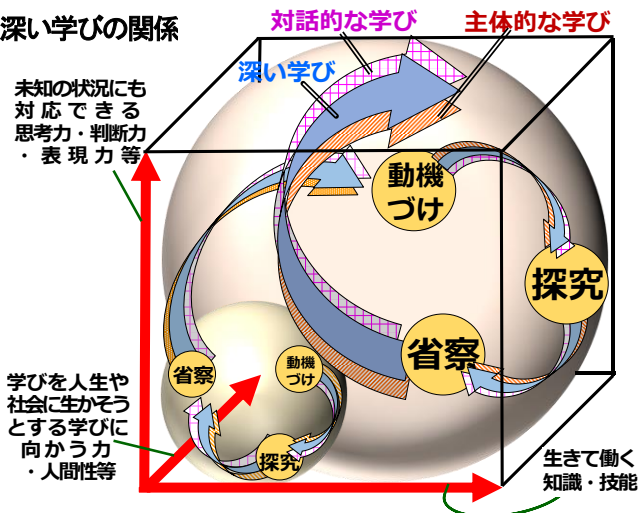 深い学びの関係
対話的な学び
主体的な学び
深い学び
未知の状況にも
対応できる
思考力・判断力
・表現力等
動機
づけ
探究
省察
省察
動機
づけ
探究
学びを人生や
社会に生かそう
とする学びに
向かう力
・人間性等
生きて働く
知識・技能